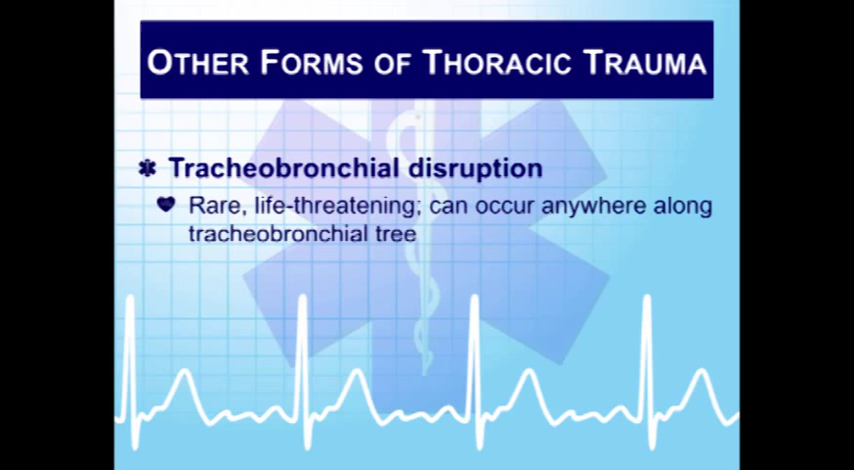 OTHER FORMS OF THORACIC TRAUMA
Tracheobronchial disruption
Rare, life-threatening; can occur anywhere along
tracheobronchial tree